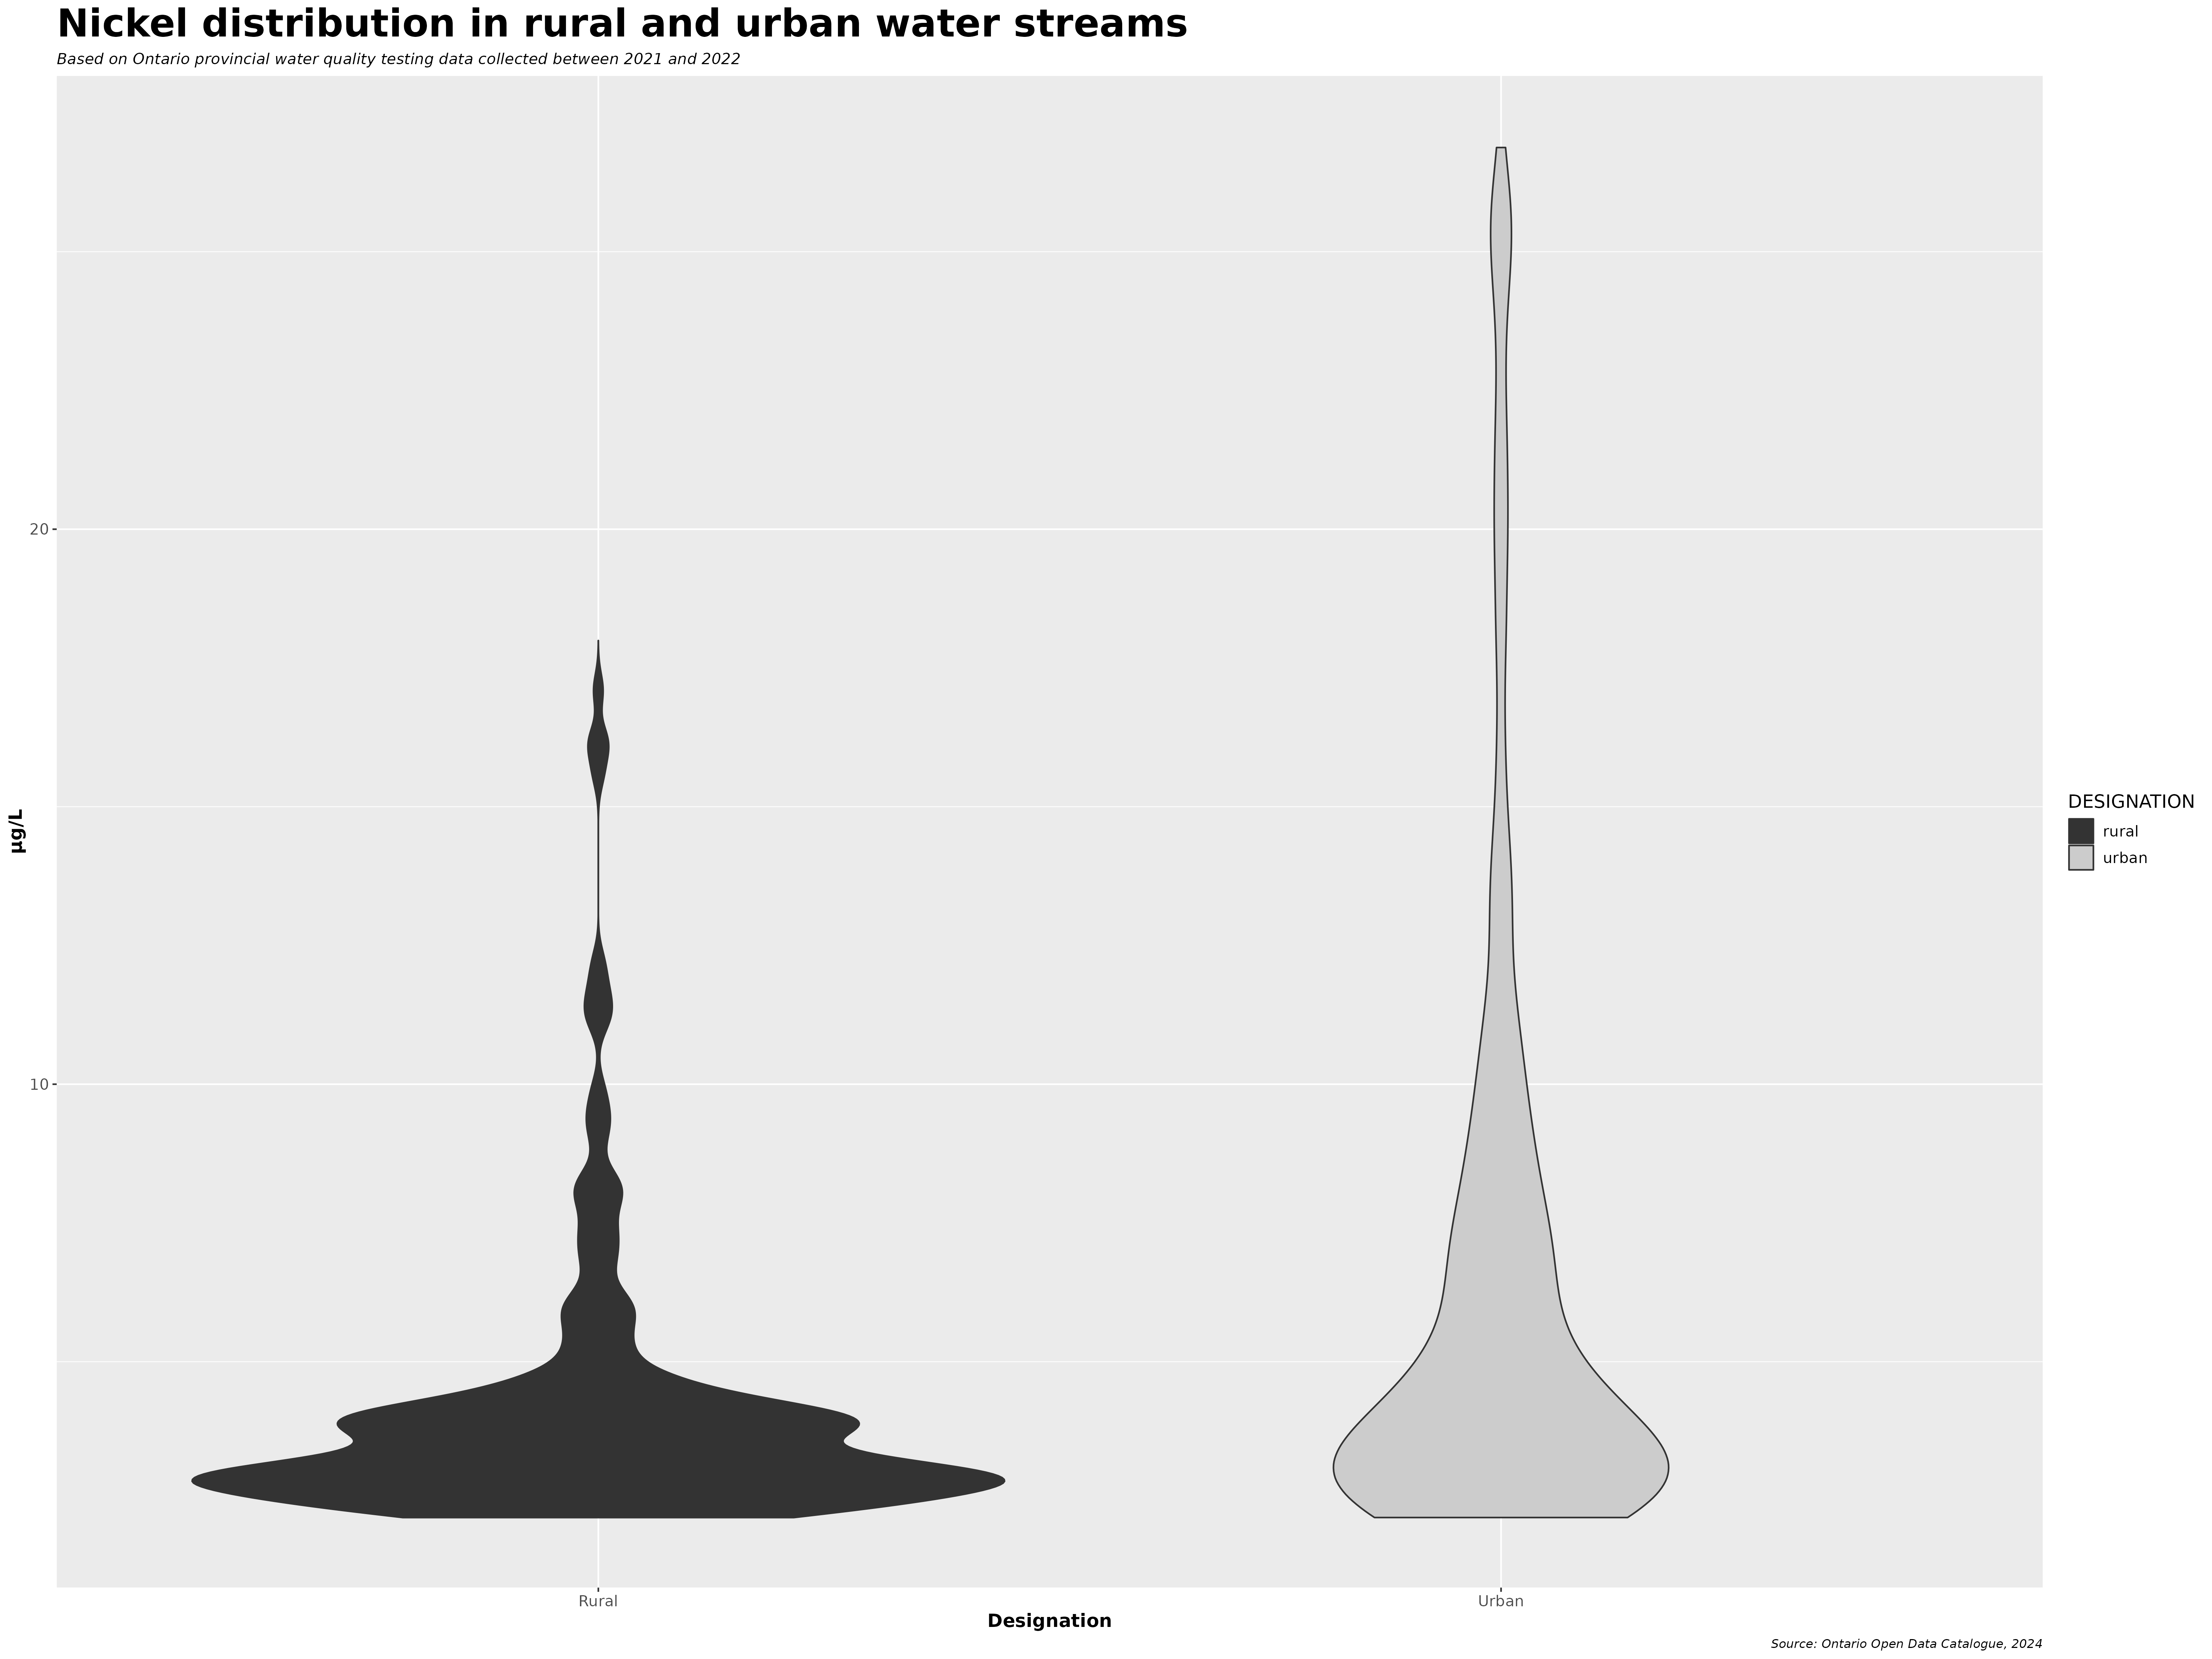 Nickel distribution in rural and urban water streams
Based on Ontario provincial water quality testing data collected between 2021 and 2022
20
10
µg/L
Rural
Urban
Designation
DESIGNATION
rural
urban
Source: Ontario Open Data Catalogue, 2024